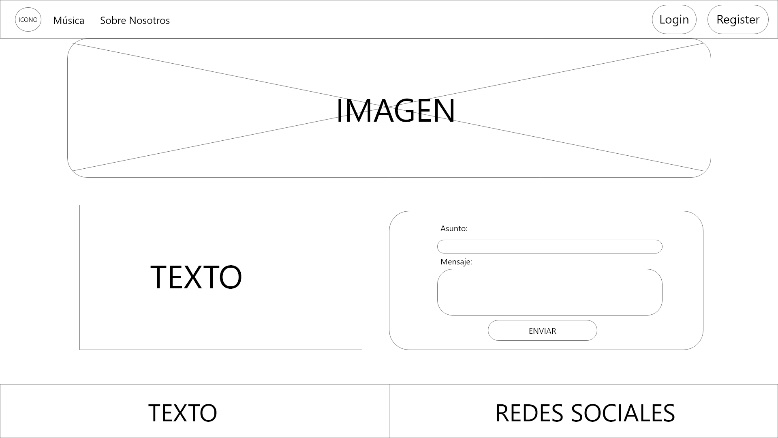 ICONO Música Sobre Nosotros Login Register
IMAGEN
TEXTO
Asunto:
Mensaje:
ENVIAR
TEXTO REDES SOCIALES